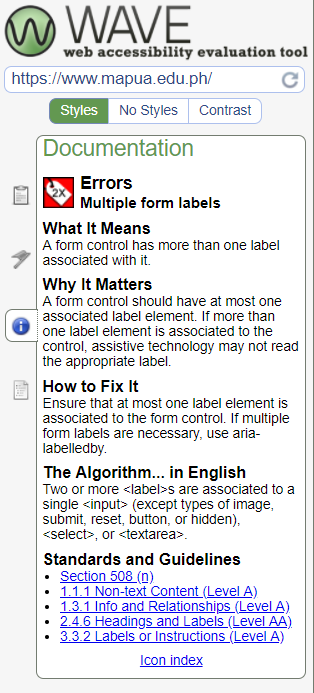 WAVE
web accessibility evaluation tool
https://www.mapua.edu.ph/
Styles No Styles Contrast
Documentation
2X
Errors
Multiple form labels
What It Means
A form control has more than one label
associated with it.
Why It Matters
A form control should have at most one
associated label element. If more than
one label element is associated to the
control, assistive technology may not read
the appropriate label.
How to Fix It
Ensure that at most one label element is
associated to the form control. If multiple
form labels are necessary, use aria-
labelledby.
The Algorithm... in English
Two or more <label>s are associated to a
single <input> (except types of image,
submit, reset, button, or hidden),
<select>, or <textarea>.
Standards and Guidelines
Section 508 (n)
1.1.1 Non-text Content (Level A)
1.3.1 Info and Relationships (Level A)
2.4.6 Headings and Labels (Level AA)
3.3.2 Labels or Instructions (Level A)
Icon index